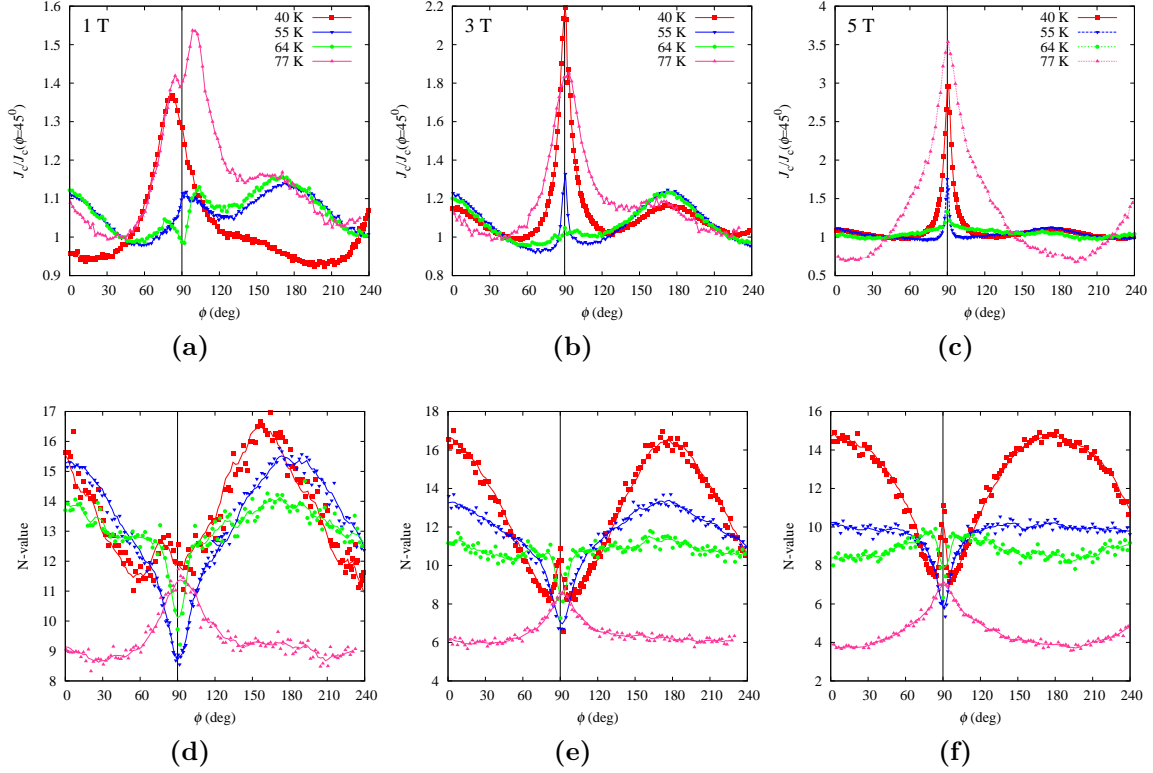 1 T
40 K
55 K
64 K
77 K
J_c/J_c(ϕ=45⁰)
1.6
1.5
1.4
1.3
1.2
1.1
1
0.9
0 30 60 90 120 150 180 210 240
ϕ (deg)
(a)
3 T
40 K
55 K
64 K
77 K
J_c/J_c(ϕ=45⁰)
2.2
2
1.8
1.6
1.4
1.2
1
0.8
0 30 60 90 120 150 180 210 240
ϕ (deg)
(b)
5 T
40 K
55 K
64 K
77 K
J_c/J_c(ϕ=45⁰)
4
3.5
3
2.5
2
1.5
1
0.5
0 30 60 90 120 150 180 210 240
ϕ (deg)
(c)
N-value
17
16
15
14
13
12
11
10
9
8
0 30 60 90 120 150 180 210 240
ϕ (deg)
(d)
N-value
18
16
14
12
10
8
6
4
0 30 60 90 120 150 180 210 240
ϕ (deg)
(e)
N-value
16
14
12
10
8
6
4
2
0 30 60 90 120 150 180 210 240
ϕ (deg)
(f)